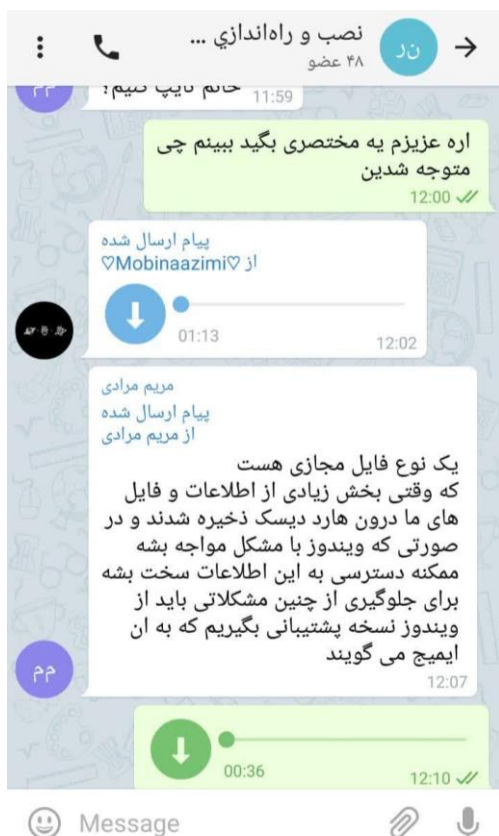 نصب و راه‌اندازي ...
۴۸ عضو
نر
خانم تایپ کنیم؟
11:59
مم
اره عزیزم یه مختصری بگید ببینم چی
متوجه شدین
12:00
پیام ارسال شده
از ♡Mobinaazimi♡
01:13
12:02
مریم مرادی
پیام ارسال شده
از مریم مرادی
یک نوع فایل مجازی هست
که وقتی بخش زیادی از اطلاعات و فایل
های ما درون هارد دیسک ذخیره شدند و در
صورتی که ویندوز با مشکل مواجه بشه
ممکنه دسترسی به این اطلاعات سخت بشه
برای جلوگیری از چنین مشکلاتی باید از
ویندوز نسخه پشتیبانی بگیریم که به ان
ایمیج می گویند
12:07
مم
00:36
12:10
Message